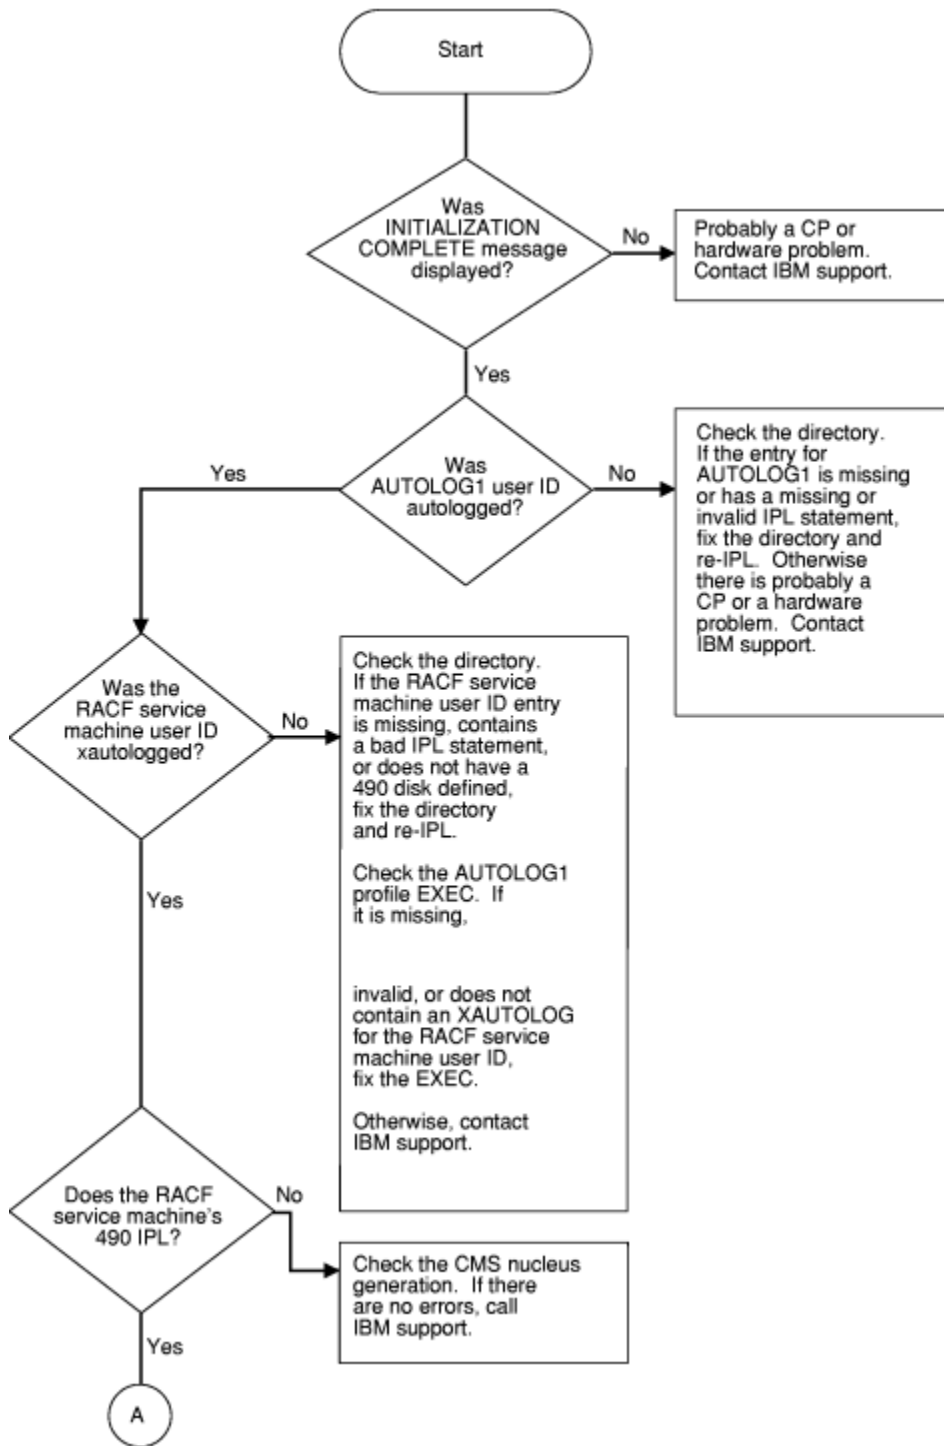 Start
Was
INITIALIZATION
COMPLETE message
displayed?
No
Probably a CP or
hardware problem.
Contact IBM support.
Yes
Was
AUTOLOG1 user ID
autologged?
No
Check the directory.
If the entry for
AUTOLOG1 is missing
or has a missing or
invalid IPL statement,
fix the directory and
re-IPL. Otherwise
there is probably a
CP or a hardware
problem. Contact
IBM support.
Yes
Was the
RACF service
machine user ID
xautologged?
No
Check the directory.
If the RACF service
machine user ID entry
is missing, contains
a bad IPL statement,
or does not have a
490 disk defined,
fix the directory
and re-IPL.
Check the AUTOLOG1
profile EXEC. If
it is missing,
invalid, or does not
contain an XAUTOLOG
for the RACF service
machine user ID,
fix the EXEC.
Otherwise, contact
IBM support.
Yes
Does the RACF
service machine's
490 IPL?
No
Check the CMS nucleus
generation. If there
are no errors, call
IBM support.
Yes
A